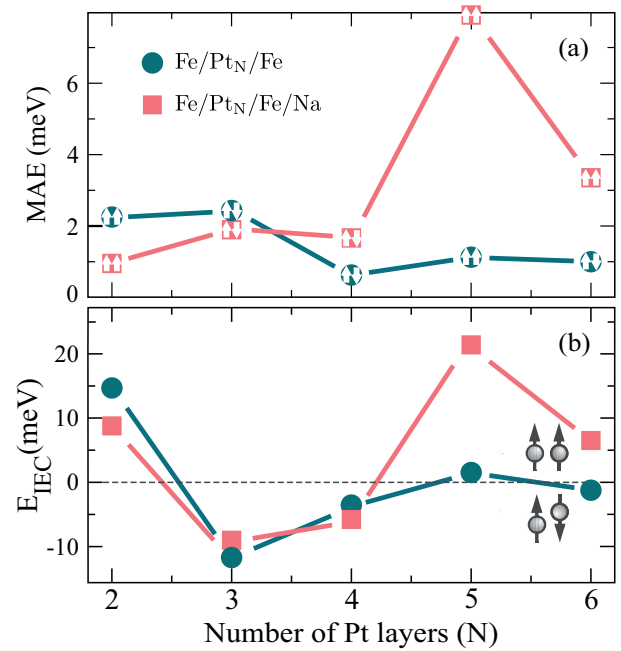 (a)
Fe/Pt_N/Fe
Fe/Pt_N/Fe/Na
MAE (meV)
6
4
2
0
(b)
E_IEC(meV)
20
10
0
-10
2 3 4 5 6
Number of Pt layers (N)